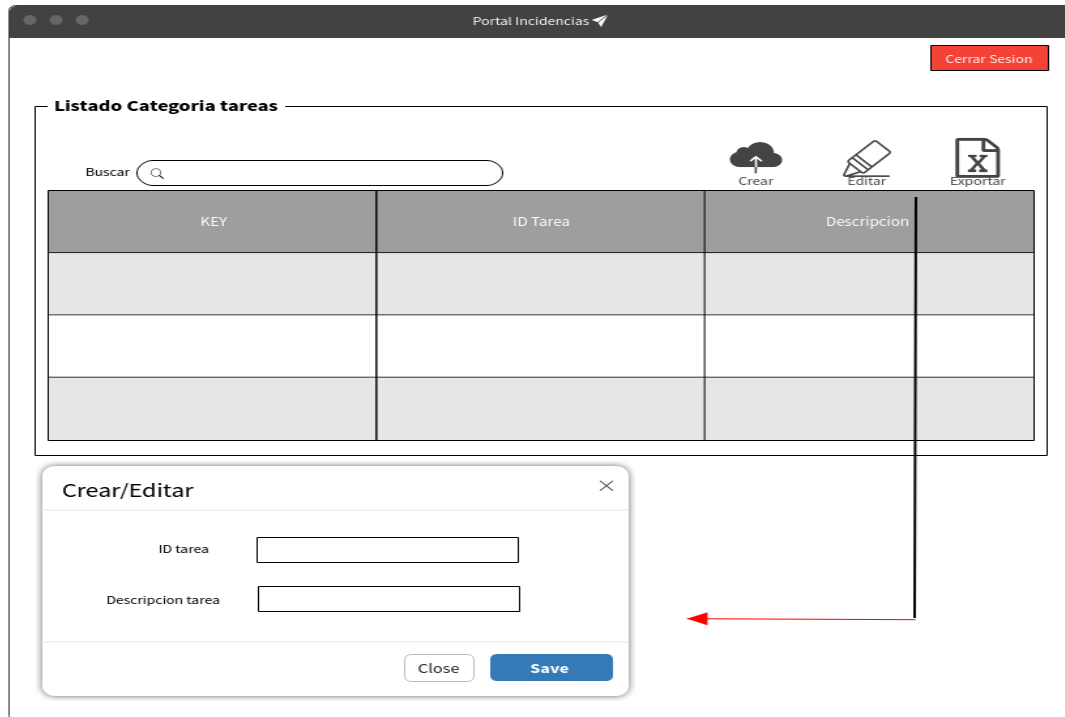 Portal Incidencias
Cerrar Sesion
Listado Categoria tareas
Buscar
Crear
Editar
X
Exportar
KEY
ID Tarea
Descripcion
Crear/Editar
ID tarea
Descripcion tarea
Close
Save